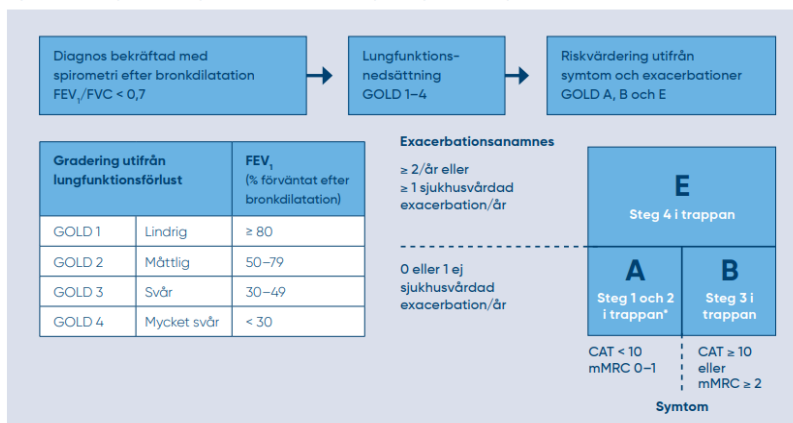 Diagnos bekräftad med
spirometri efter bronkdilatation
FEV₁/FVC < 0,7
Lungfunktions-
nedsättning
GOLD 1–4
Riskvärdering utifrån
symtom och exacerbationer
GOLD A, B och E
Gradering utifrån
lungfunktionsförlust
FEV₁
(% förväntat efter
bronkdilatation)
GOLD 1 Lindrig ≥ 80
GOLD 2 Måttlig 50–79
GOLD 3 Svår 30–49
GOLD 4 Mycket svår < 30
Exacerbationsanamnes
≥ 2/år eller
≥ 1 sjukhusvårdad
exacerbation/år
0 eller 1 ej
sjukhusvårdad
exacerbation/år
E
Steg 4 i trappan
A
Steg 1 och 2
i trappan*
B
Steg 3 i
trappan
CAT < 10
mMRC 0–1
CAT ≥ 10
eller
mMRC ≥ 2
Symtom